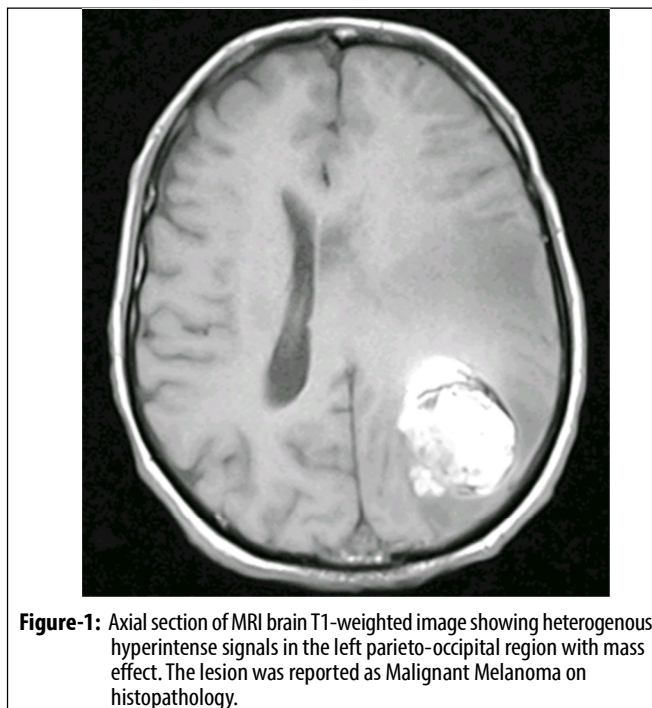 Figure-1: Axial section of MRI brain T1-weighted image showing heterogenous
hyperintense signals in the left parieto-occipital region with mass
effect. The lesion was reported as Malignant Melanoma on
histopathology.